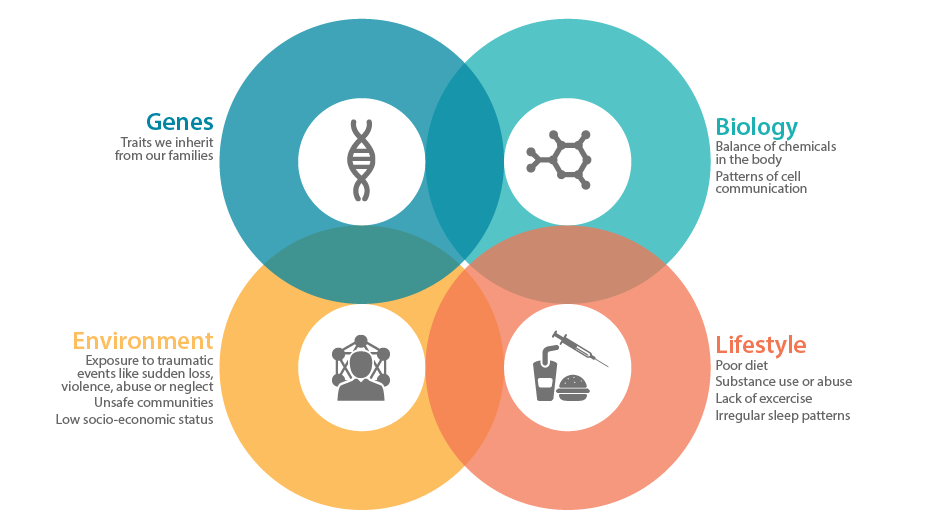 Genes
Traits we inherit
from our families
Biology
Balance of chemicals
in the body
Patterns of cell
communication
Environment
Exposure to traumatic
events like sudden loss,
violence, abuse or neglect
Unsafe communities
Low socio-economic status
Lifestyle
Poor diet
Substance use or abuse
Lack of excercise
Irregular sleep patterns